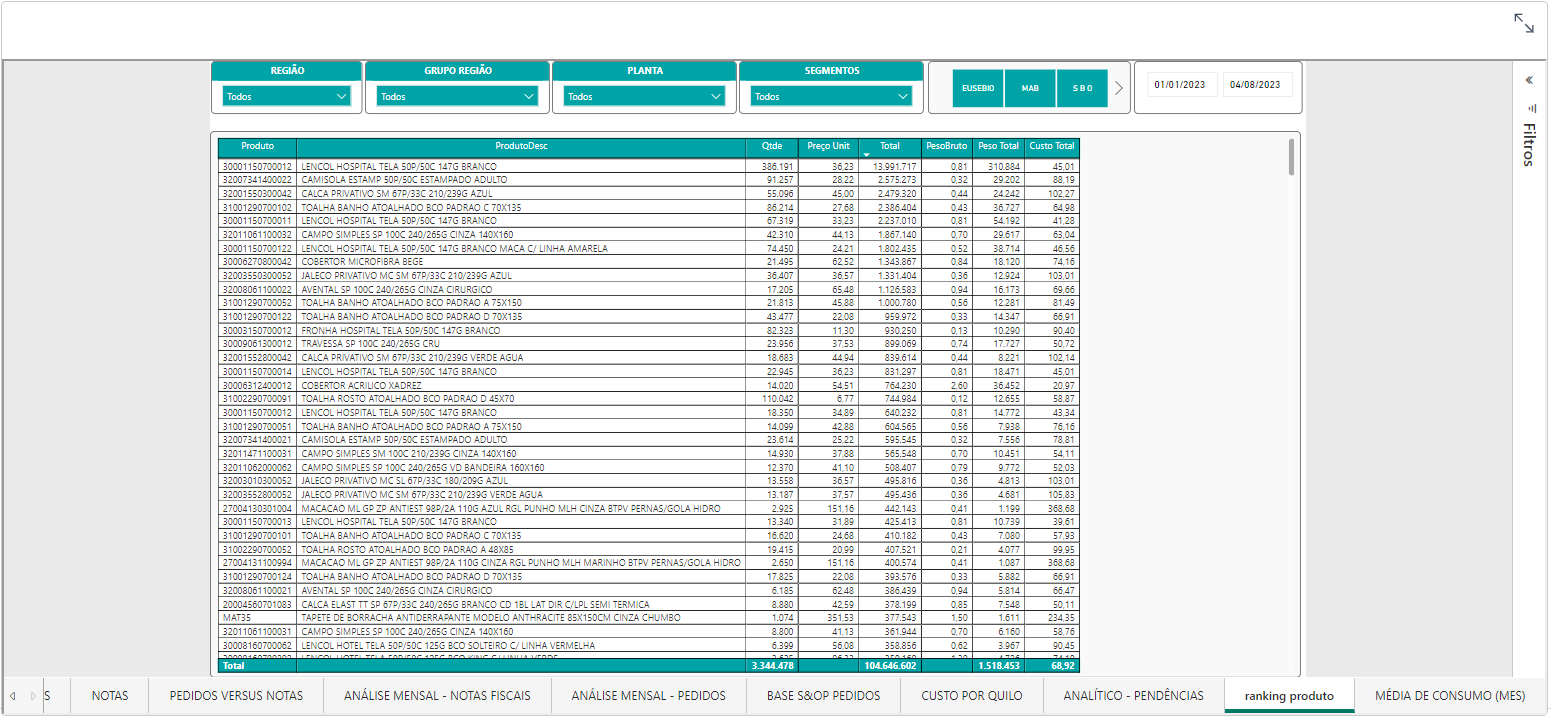 REGIÃO GRUPO REGIÃO PLANTA SEGMENTOS
Todos Todos Todos Todos EUSEBIO MAB S B O 01/01/2023 04/08/2023
Filtros
Produto ProdutoDesc Qtde Preço Unit Total PesoBruto Peso Total Custo Total
30001150700012 LENCOL HOSPITAL TELA 50P/50C 147G BRANCO 386.191 36,23 13.991.717 0,81 310.884 45,01
32007341400022 CAMISOLA ESTAMP 50P/50C ESTAMPADO ADULTO 91.257 28,22 2.575.273 0,32 29.202 88,19
32001550300042 CALCA PRIVATIVO SM 67P/33C 210/239G AZUL 55.096 45,00 2.479.320 0,44 24.242 102,27
31001290700102 TOALHA BANHO ATOALHADO BCO PADRAO C 70X135 86.214 27,68 2.386.404 0,43 36.727 64,98
30001150700011 LENCOL HOSPITAL TELA 50P/50C 147G BRANCO 67.319 33,23 2.237.010 0,81 54.192 41,28
32011061100032 CAMPO SIMPLES SP 100C 240/265G CINZA 140X160 42.310 44,13 1.867.140 0,70 29.617 63,04
30001150700122 LENCOL HOSPITAL TELA 50P/50C 147G BRANCO MACA C/ LINHA AMARELA 74.450 24,21 1.802.435 0,52 38.714 46,56
30006270800042 COBERTOR MICROFIBRA BEGE 21.495 62,52 1.343.867 0,84 18.120 74,16
32003550300052 JALECO PRIVATIVO MC SM 67P/33C 210/239G AZUL 36.407 36,57 1.331.404 0,36 12.924 103,01
32008061100022 AVENTAL SP 100C 240/265G CINZA CIRURGICO 17.205 65,48 1.126.583 0,94 16.173 69,66
31001290700052 TOALHA BANHO ATOALHADO BCO PADRAO A 75X150 21.813 45,88 1.000.780 0,56 12.281 81,49
31001290700122 TOALHA BANHO ATOALHADO BCO PADRAO D 70X135 43.477 22,08 959.972 0,33 14.347 66,91
30003150700012 FRONHA HOSPITAL TELA 50P/50C 147G BRANCO 82.323 11,30 930.250 0,13 10.290 90,40
30009061300012 TRAVESSA SP 100C 240/265G CRU 23.956 37,53 899.069 0,74 17.727 50,72
32001552800042 CALCA PRIVATIVO SM 67P/33C 210/239G VERDE AGUA 18.683 44,94 839.614 0,44 8.221 102,14
30001150700014 LENCOL HOSPITAL TELA 50P/50C 147G BRANCO 22.945 36,23 831.297 0,81 18.471 45,01
30006312400012 COBERTOR ACRILICO XADREZ 14.020 54,51 764.230 2,60 36.452 20,97
31002290700091 TOALHA ROSTO ATOALHADO BCO PADRAO D 45X70 110.042 6,77 744.984 0,12 12.655 58,87
30001150700012 LENCOL HOSPITAL TELA 50P/50C 147G BRANCO 18.350 34,89 640.232 0,81 14.772 43,34
31001290700051 TOALHA BANHO ATOALHADO BCO PADRAO A 75X150 14.099 42,88 604.565 0,56 7.938 76,16
32007341400021 CAMISOLA ESTAMP 50P/50C ESTAMPADO ADULTO 23.614 25,22 595.545 0,32 7.556 78,81
32011471100031 CAMPO SIMPLES SM 100C 210/239G CINZA 140X160 14.930 37,88 565.548 0,70 10.451 54,11
32011062000062 CAMPO SIMPLES SP 100C 240/265G VD BANDEIRA 160X160 12.370 41,10 508.407 0,79 9.772 52,03
32003010300052 JALECO PRIVATIVO MC SL 67P/33C 180/209G AZUL 13.558 36,57 495.816 0,36 4.813 103,01
32003552800052 JALECO PRIVATIVO MC SM 67P/33C 210/239G VERDE AGUA 13.187 37,57 495.436 0,36 4.681 105,83
27004130301004 MACACAO ML GP ZP ANTIEST 98P/2A 110G AZUL RGL PUNHO MLH CINZA BTPV PERNAS/GOLA HIDRO 2.925 151,16 442.143 0,41 1.199 368,68
30001150700013 LENCOL HOSPITAL TELA 50P/50C 147G BRANCO 13.340 31,89 425.413 0,81 10.739 39,61
31001290700101 TOALHA BANHO ATOALHADO BCO PADRAO C 70X135 16.620 24,68 410.182 0,43 7.080 57,93
31002290700052 TOALHA ROSTO ATOALHADO BCO PADRAO A 48X85 19.415 20,99 407.521 0,21 4.077 99,95
27004131100994 MACACAO ML GP ZP ANTIEST 98P/2A 110G CINZA RGL PUNHO MLH MARINHO BTPV PERNAS/GOLA HIDRO 2.650 151,16 400.574 0,41 1.087 368,68
31001290700124 TOALHA BANHO ATOALHADO BCO PADRAO D 70X135 17.825 22,08 393.576 0,33 5.882 66,91
32008061100021 AVENTAL SP 100C 240/265G CINZA CIRURGICO 6.185 62,48 386.439 0,94 5.814 66,47
20004560701083 CALCA ELAST TT SP 67P/33C 240/265G BRANCO CD 1BL LAT DIR C/LPL SEMI TERMICA 8.880 42,59 378.199 0,85 7.548 50,11
MAT35 TAPETE DE BORRACHA ANTIDERRAPANTE MODELO ANTHRACITE 85X150CM CINZA CHUMBO 1.074 351,53 377.543 1,50 1.611 234,35
32011061100031 CAMPO SIMPLES SP 100C 240/265G CINZA 140X160 8.800 41,13 361.944 0,70 6.160 58,76
30008160700062 LENCOL HOTEL TELA 50P/50C 125G BCO SOLTEIRO C/ LINHA VERMELHA 6.399 56,08 358.856 0,62 3.967 90,45
Total 3.344.478 104.646.602 1.518.453 68,92
S NOTAS PEDIDOS VERSUS NOTAS ANÁLISE MENSAL - NOTAS FISCAIS ANÁLISE MENSAL - PEDIDOS BASE S&OP PEDIDOS CUSTO POR QUILO ANALÍTICO - PENDÊNCIAS ranking produto MÉDIA DE CONSUMO (MES)